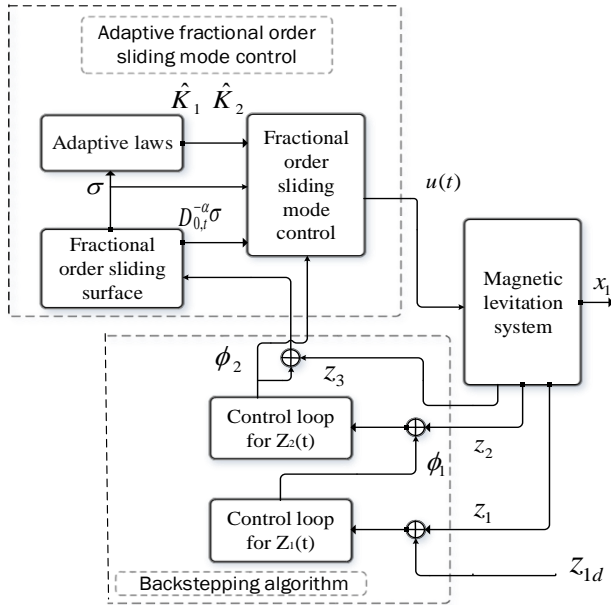 Adaptive fractional order
sliding mode control
K̂₁ K̂₂
Adaptive laws
Fractional
order
sliding
mode
control
σ
D₀,ₜ⁻ᵅσ
u(t)
Fractional
order sliding
surface
Magnetic
levitation
system
x₁
ϕ₂
z₃
Control loop
for Z₂(t)
ϕ₁
z₂
Control loop
for Z₁(t)
z₁
z₁d
Backstepping algorithm